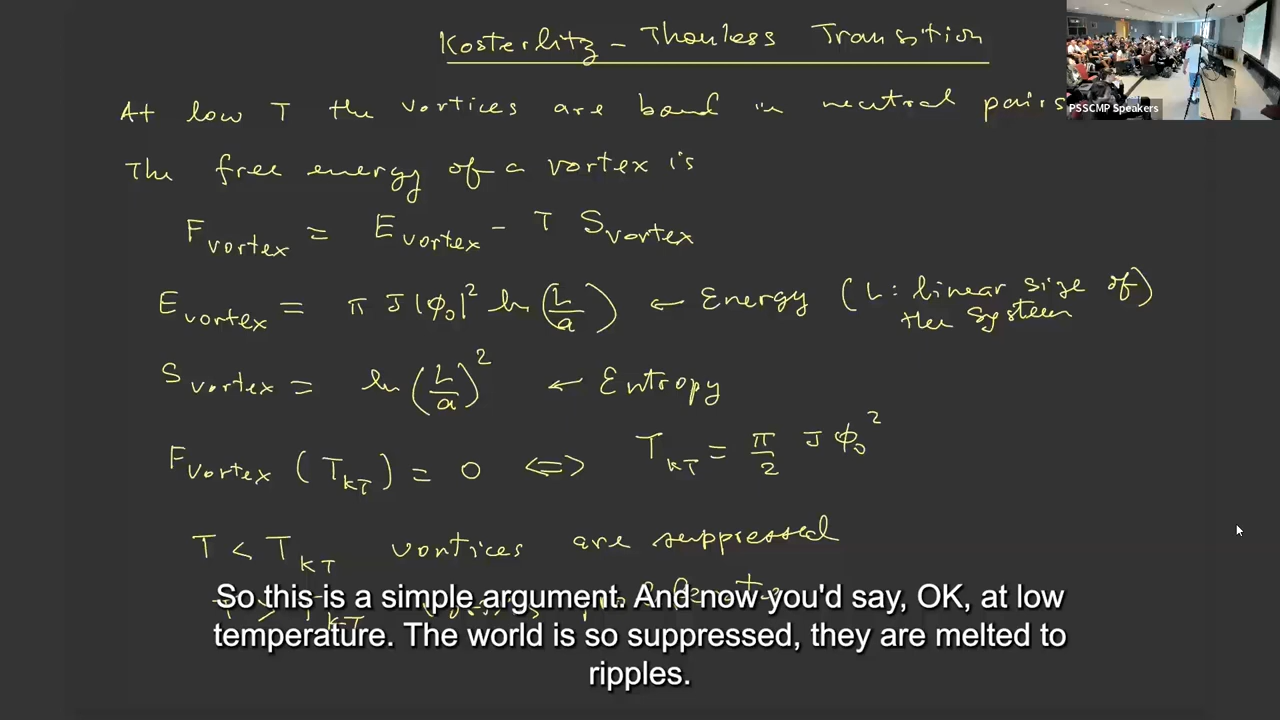 Kosterlitz – Thouless Transition
PSSCMP Speakers
At low T the vortices are bound in neutral pairs
The free energy of a vortex is
F_vortex = E_vortex - T S_vortex
E_vortex = π J |ϕ₀|² ln (L/a) ← Energy (L: linear size of the system)
S_vortex = ln (L/a)² ← Entropy
F_vortex (T_KT) = 0 ⟺ T_KT = π/2 J ϕ₀²
T < T_KT vortices are suppressed
T > T_KT
So this is a simple argument. And now you'd say, OK, at low
temperature. The world is so suppressed, they are melted to
ripples.